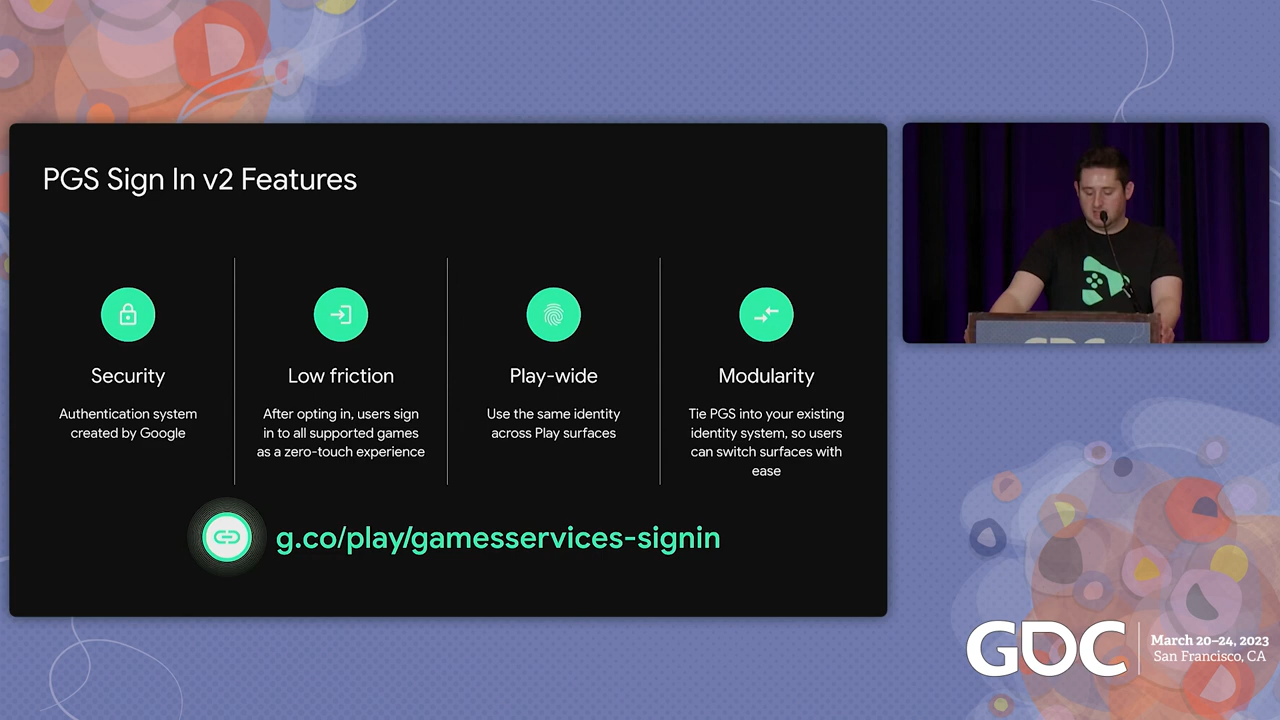 PGS Sign In v2 Features
Security
Authentication system
created by Google
Low friction
After opting in, users sign
in to all supported games
as a zero-touch experience
Play-wide
Use the same identity
across Play surfaces
Modularity
Tie PGS into your existing
identity system, so users
can switch surfaces with
ease
g.co/play/gamesservices-signin
GDC
GDC
March 20–24, 2023
San Francisco, CA